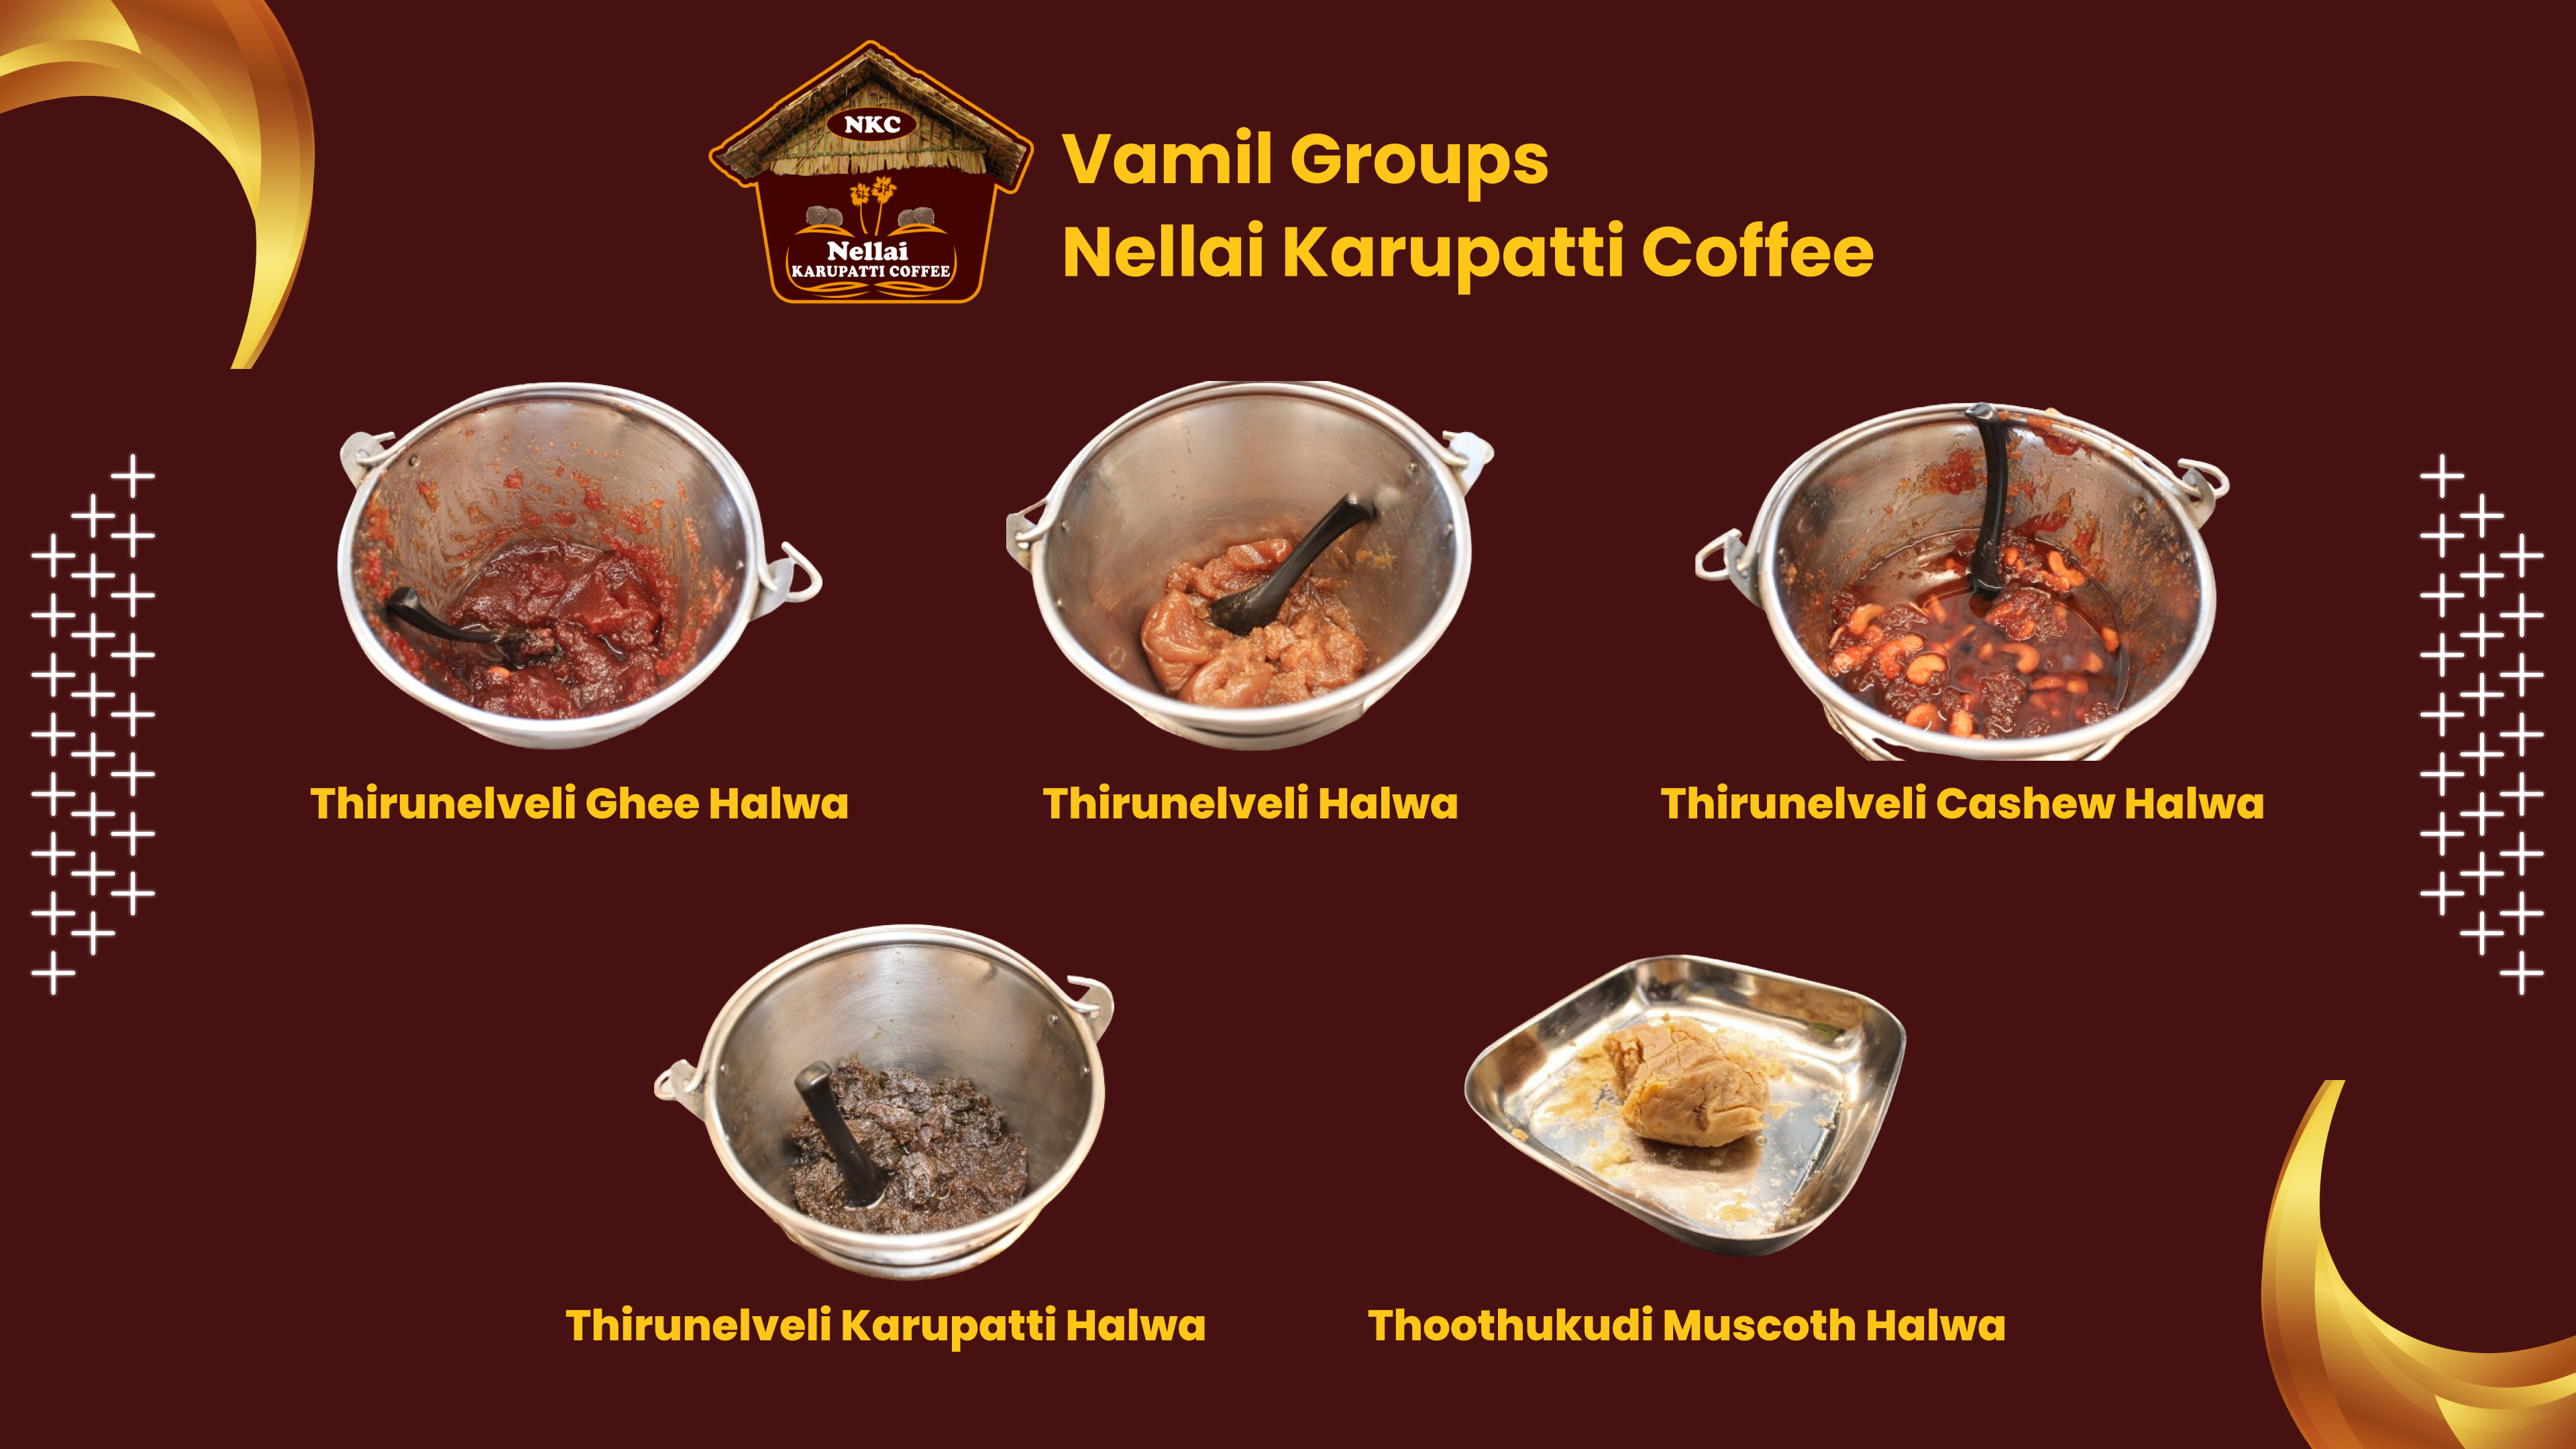 NKC
Nellai
KARUPATTI COFFEE
Vamil Groups
Nellai Karupatti Coffee
Thirunelveli Ghee Halwa
Thirunelveli Halwa
Thirunelveli Cashew Halwa
Thirunelveli Karupatti Halwa
Thoothukudi Muscoth Halwa